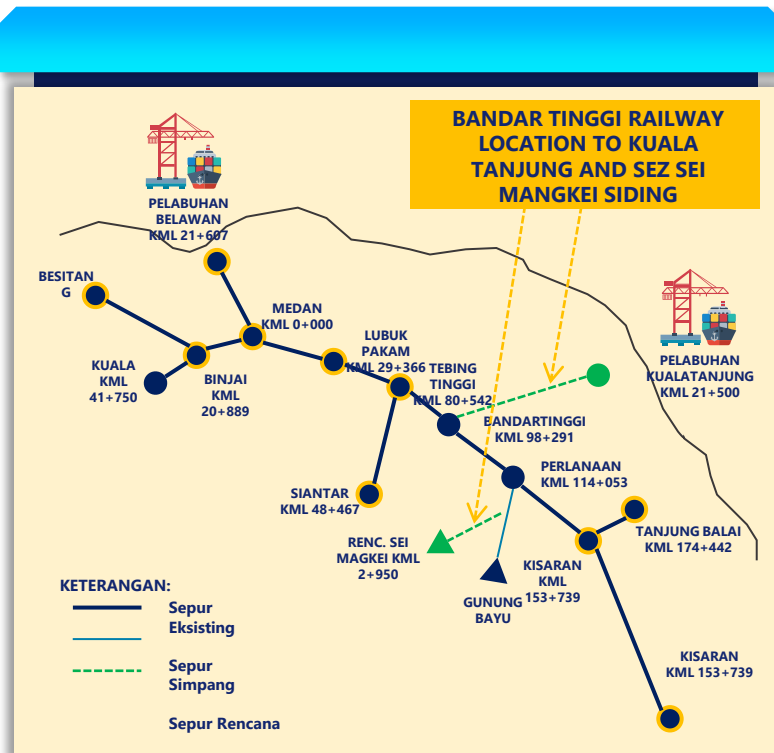 BANDAR TINGGI RAILWAY
LOCATION TO KUALA
TANJUNG AND SEZ SEI
MANGKEI SIDING
PELABUHAN
BELAWAN
KML 21+607
BESITAN
G
MEDAN
KML 0+000
LUBUK
PAKAM
KML 29+366
KUALA
KML
41+750
BINJAI
KML
20+889
TEBING
TINGGI
KML 80+542
PELABUHAN
KUALATANJUNG
KML 21+500
BANDARTINGGI
KML 98+291
PERLANAAN
KML 114+053
SIANTAR
KML 48+467
RENC. SEI
MAGKEI KML
2+950
GUNUNG
BAYU
KISARAN
KML
153+739
TANJUNG BALAI
KML 174+442
KISARAN
KML 153+739
KETERANGAN:
Sepur
Eksisting
Sepur
Simpang
Sepur Rencana